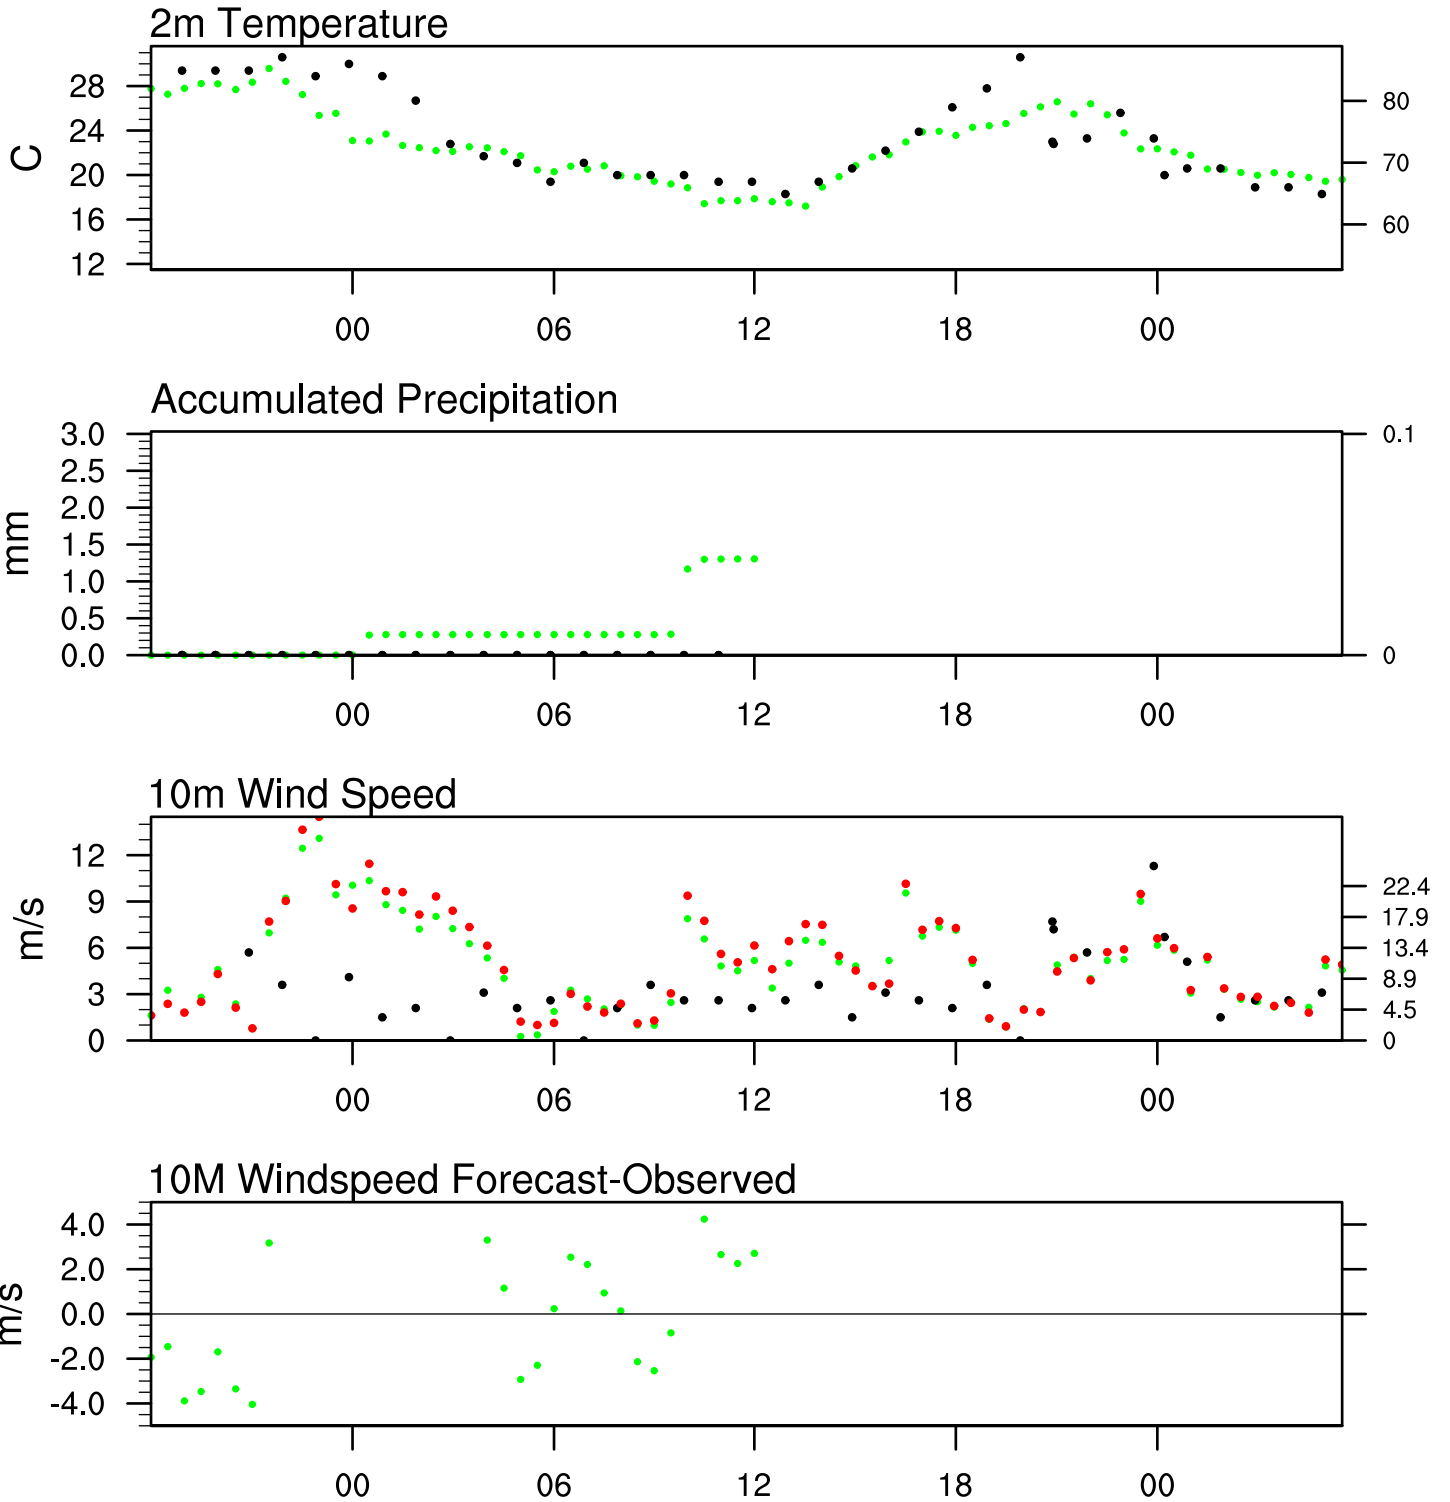 2m Temperature
28
24
20
16
12
C
80
70
60
00 06 12 18 00
Accumulated Precipitation
3.0
2.5
2.0
1.5
1.0
0.5
0.0
mm
0.1
0
00 06 12 18 00
10m Wind Speed
12
9
6
3
0
m/s
22.4
17.9
13.4
8.9
4.5
0
00 06 12 18 00
10M Windspeed Forecast-Observed
4.0
2.0
0.0
-2.0
-4.0
m/s
00 06 12 18 00